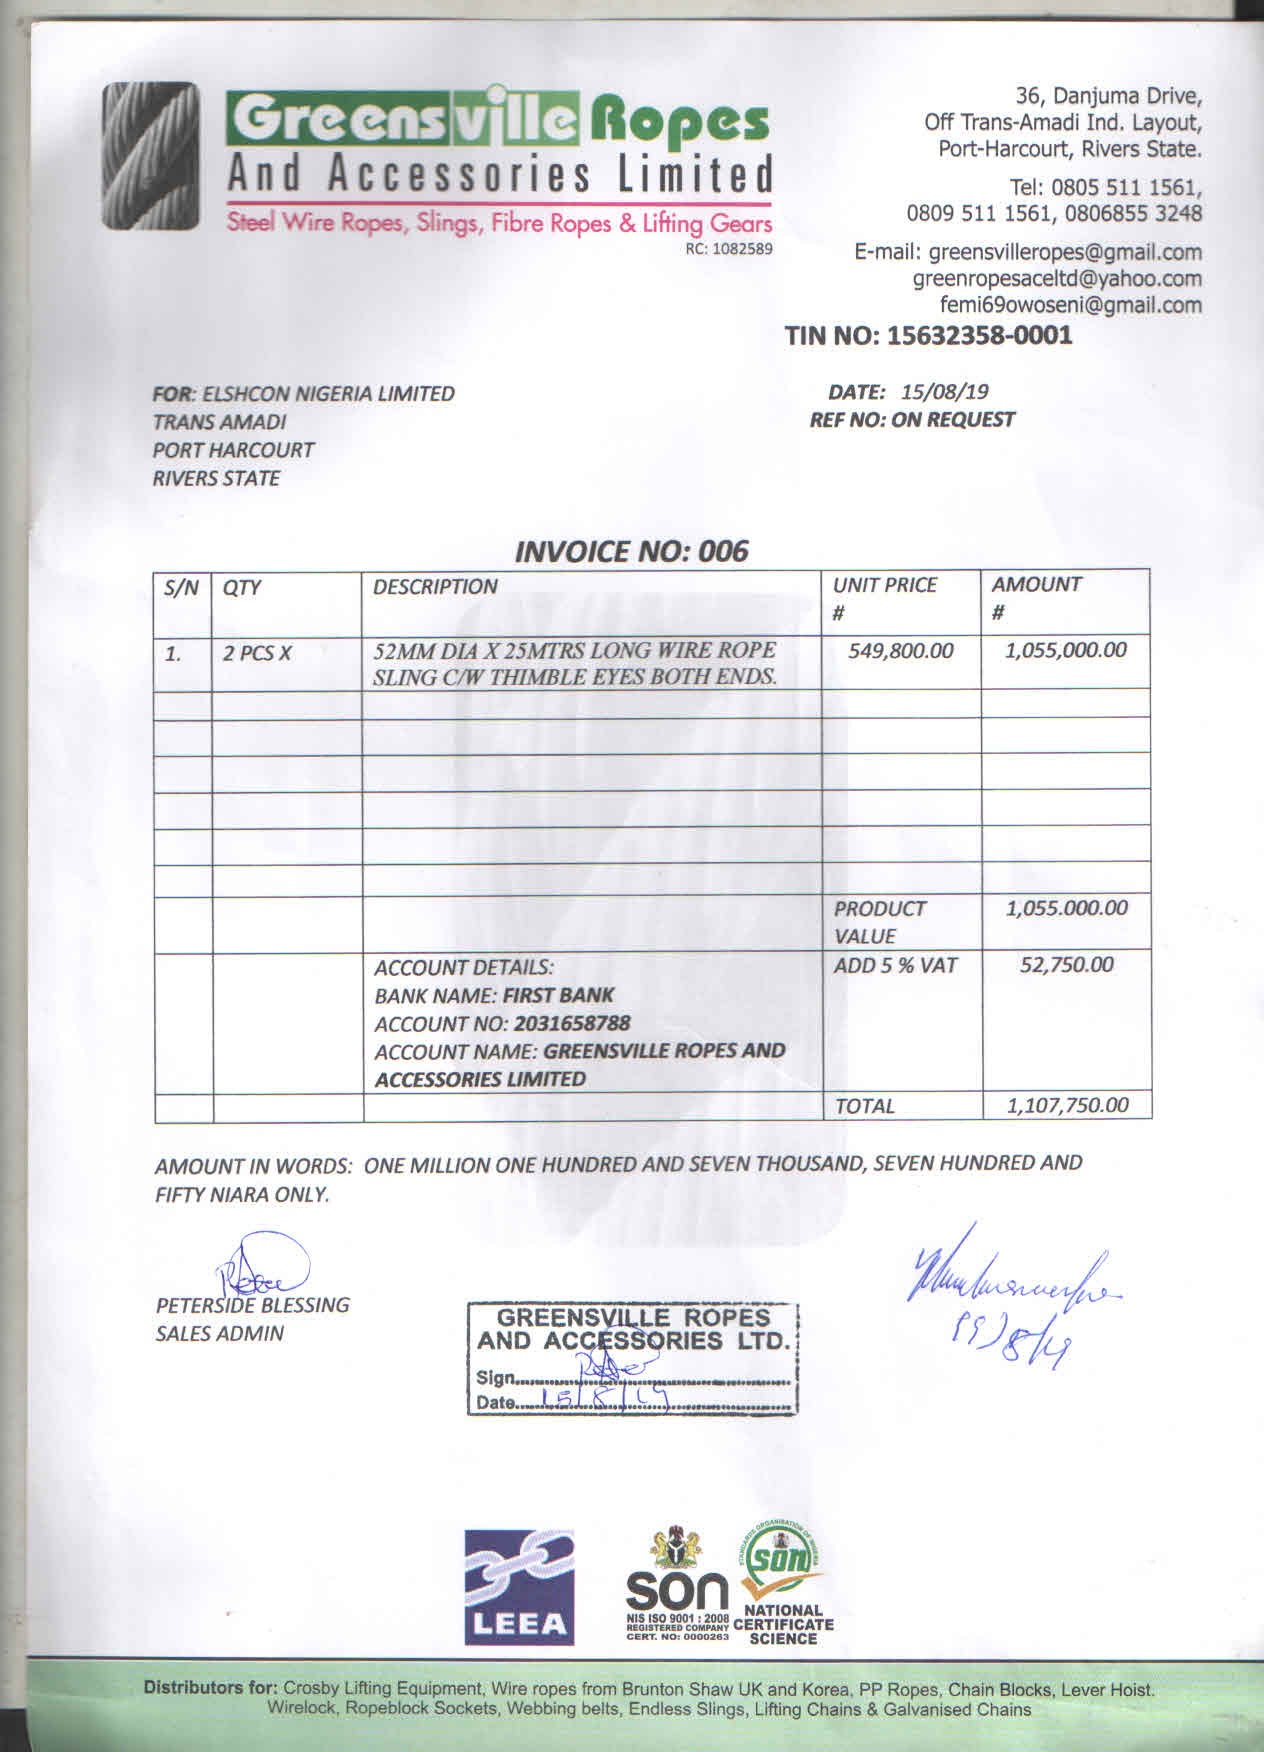 Greensville Ropes
And Accessories Limited
Steel Wire Ropes, Slings, Fibre Ropes & Lifting Gears
RC: 1082589
36, Danjuma Drive,
Off Trans-Amadi Ind. Layout,
Port-Harcourt, Rivers State.
Tel: 0805 511 1561,
0809 511 1561, 0806855 3248
E-mail: greensvilleropes@gmail.com
greenropesaceltd@yahoo.com
femi69owoseni@gmail.com
TIN NO: 15632358-0001
FOR: ELSHCON NIGERIA LIMITED
TRANS AMADI
PORT HARCOURT
RIVERS STATE
DATE: 15/08/19
REF NO: ON REQUEST
INVOICE NO: 006
S/N QTY DESCRIPTION UNIT PRICE AMOUNT
# #
1. 2 PCS X 52MM DIA X 25MTRS LONG WIRE ROPE 549,800.00 1,055,000.00
SLING C/W THIMBLE EYES BOTH ENDS.
PRODUCT 1,055.000.00
VALUE
ACCOUNT DETAILS: ADD 5 % VAT 52,750.00
BANK NAME: FIRST BANK
ACCOUNT NO: 2031658788
ACCOUNT NAME: GREENSVILLE ROPES AND
ACCESSORIES LIMITED
TOTAL 1,107,750.00
AMOUNT IN WORDS: ONE MILLION ONE HUNDRED AND SEVEN THOUSAND, SEVEN HUNDRED AND
FIFTY NIARA ONLY.
PETERSIDE BLESSING
SALES ADMIN
GREENSVILLE ROPES
AND ACCESSORIES LTD.
Sign
Date 15/8/19
LEEA
son
NIS ISO 9001 : 2008
REGISTERED COMPANY
CERT. NO: 0000263
STANDARDS ORGANISATION OF NIGERIA
son
NATIONAL
CERTIFICATE
SCIENCE
Distributors for: Crosby Lifting Equipment, Wire ropes from Brunton Shaw UK and Korea, PP Ropes, Chain Blocks, Lever Hoist.
Wirelock, Ropeblock Sockets, Webbing belts, Endless Slings, Lifting Chains & Galvanised Chains